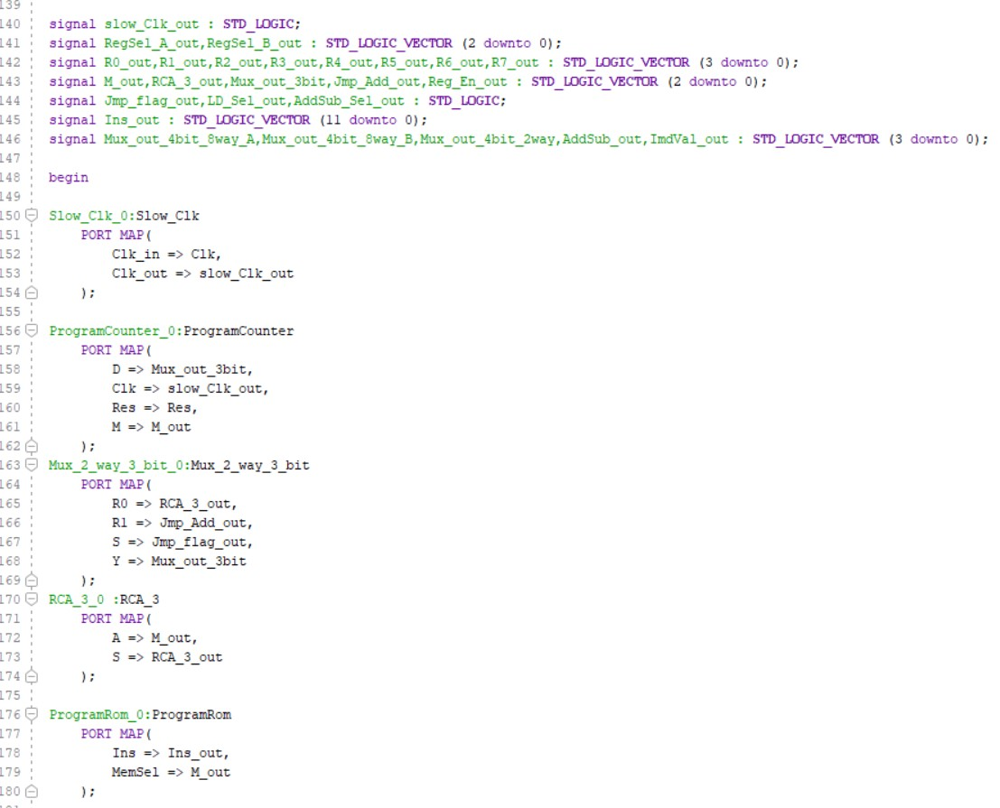 139
140 signal slow_Clk_out : STD_LOGIC;
141 signal RegSel_A_out,RegSel_B_out : STD_LOGIC_VECTOR (2 downto 0);
142 signal R0_out,R1_out,R2_out,R3_out,R4_out,R5_out,R6_out,R7_out : STD_LOGIC_VECTOR (3 downto 0);
143 signal M_out,RCA_3_out,Mux_out_3bit,Jmp_Add_out,Reg_En_out : STD_LOGIC_VECTOR (2 downto 0);
144 signal Jmp_flag_out,LD_Sel_out,AddSub_Sel_out : STD_LOGIC;
145 signal Ins_out : STD_LOGIC_VECTOR (11 downto 0);
146 signal Mux_out_4bit_8way_A,Mux_out_4bit_8way_B,Mux_out_4bit_2way,AddSub_out,ImdVal_out : STD_LOGIC_VECTOR (3 downto 0);
147
148 begin
149
150 Slow_Clk_0:Slow_Clk
151 PORT MAP(
152 Clk_in => Clk,
153 Clk_out => slow_Clk_out
154 );
155
156 ProgramCounter_0:ProgramCounter
157 PORT MAP(
158 D => Mux_out_3bit,
159 Clk => slow_Clk_out,
160 Res => Res,
161 M => M_out
162 );
163 Mux_2_way_3_bit_0:Mux_2_way_3_bit
164 PORT MAP(
165 R0 => RCA_3_out,
166 R1 => Jmp_Add_out,
167 S => Jmp_flag_out,
168 Y => Mux_out_3bit
169 );
170 RCA_3_0 :RCA_3
171 PORT MAP(
172 A => M_out,
173 S => RCA_3_out
174 );
175
176 ProgramRom_0:ProgramRom
177 PORT MAP(
178 Ins => Ins_out,
179 MemSel => M_out
180 );